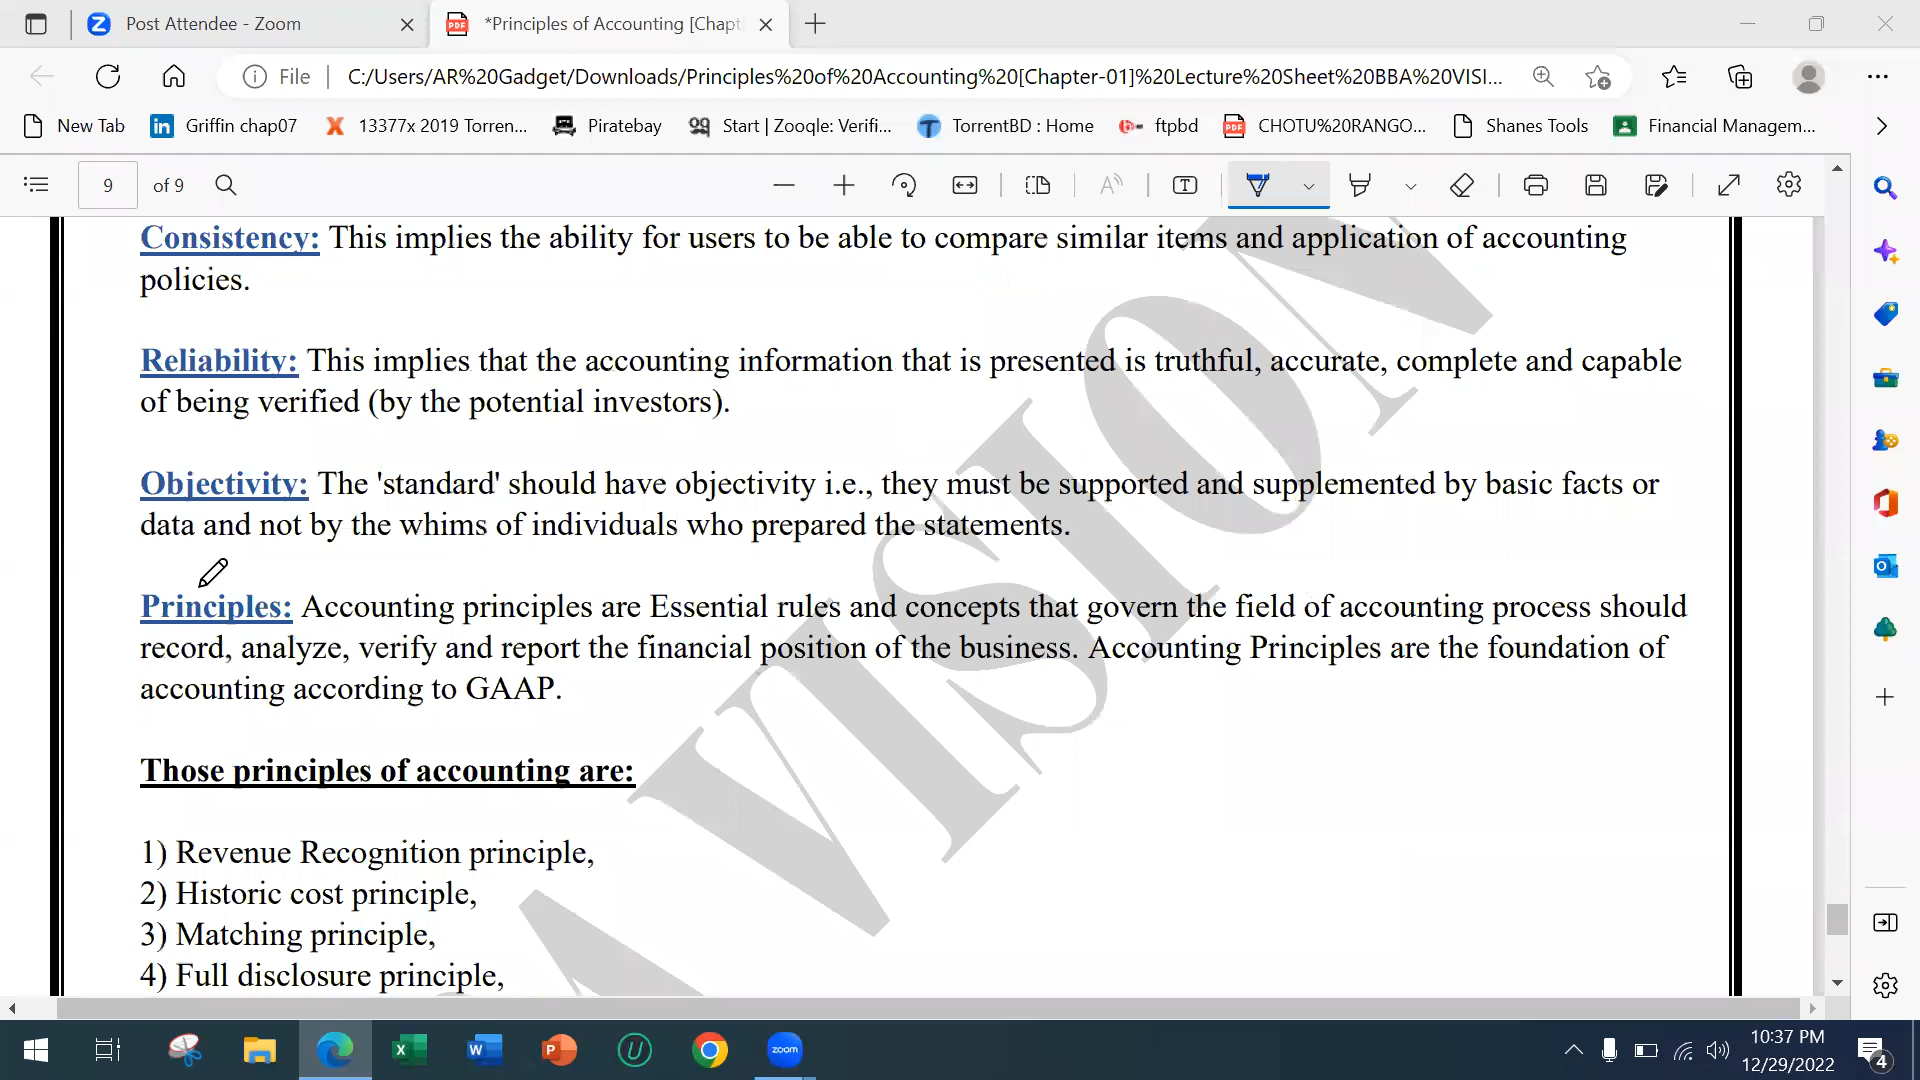 Post Attendee - Zoom
*Principles of Accounting [Chapt
File
C:/Users/AR%20Gadget/Downloads/Principles%20of%20Accounting%20[Chapter-01]%20Lecture%20Sheet%20BBA%20VISI...
New Tab
Griffin chap07
13377x 2019 Torren...
Piratebay
Start | Zooqle: Verifi...
TorrentBD : Home
ftpbd
CHOTU%20RANGO...
Shanes Tools
Financial Managem...
9 of 9
Consistency: This implies the ability for users to be able to compare similar items and application of accounting
policies.
Reliability: This implies that the accounting information that is presented is truthful, accurate, complete and capable
of being verified (by the potential investors).
Objectivity: The 'standard' should have objectivity i.e., they must be supported and supplemented by basic facts or
data and not by the whims of individuals who prepared the statements.
Principles: Accounting principles are Essential rules and concepts that govern the field of accounting process should
record, analyze, verify and report the financial position of the business. Accounting Principles are the foundation of
accounting according to GAAP.
Those principles of accounting are:
1) Revenue Recognition principle,
2) Historic cost principle,
3) Matching principle,
4) Full disclosure principle,
A VISION
zoom
10:37 PM
12/29/2022
4